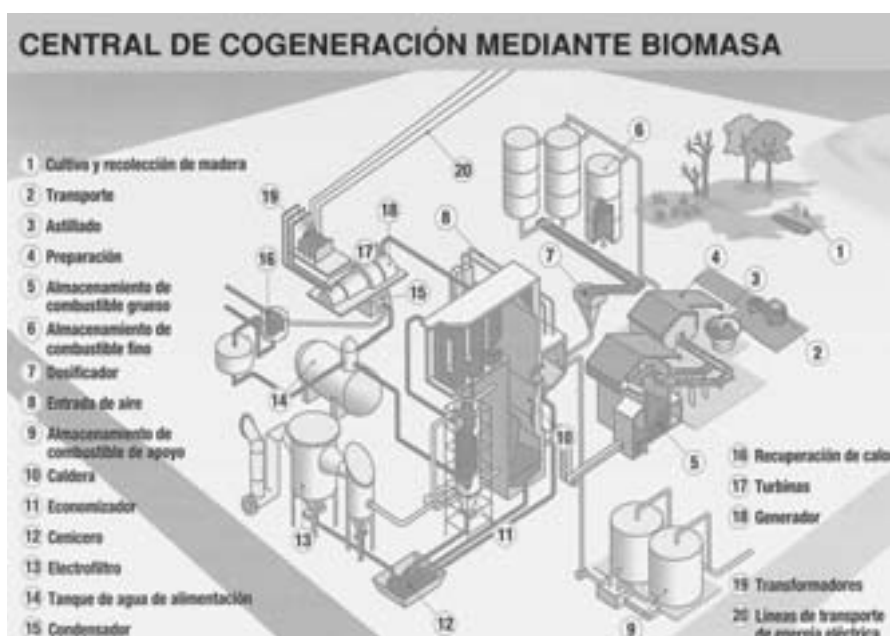 CENTRAL DE COGENERACIÓN MEDIANTE BIOMASA
1 Cultivo y recolección de madera
2 Transporte
3 Astillado
4 Preparación
5 Almacenamiento de
combustible grueso
6 Almacenamiento de
combustible fino
7 Dosificador
8 Entrada de aire
9 Almacenamiento de
combustible de apoyo
10 Caldera
11 Economizador
12 Cenicero
13 Electrofiltro
14 Tanque de agua de alimentación
15 Condensador
16 Recuperación de calo
17 Turbinas
18 Generador
19 Transformadores
20 Líneas de transporte
de energía eléctrica
20
19
18
17
16
15
14
8
6
7
4
3
1
2
5
10
13
11
12
9